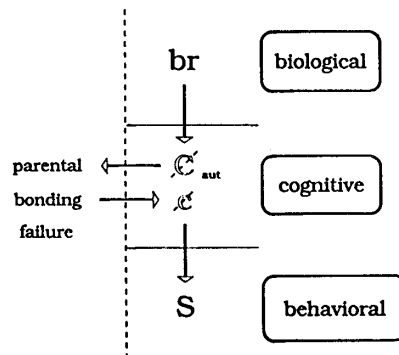 br
biological
parental
C
aut
bonding
c
failure
cognitive
S
behavioral